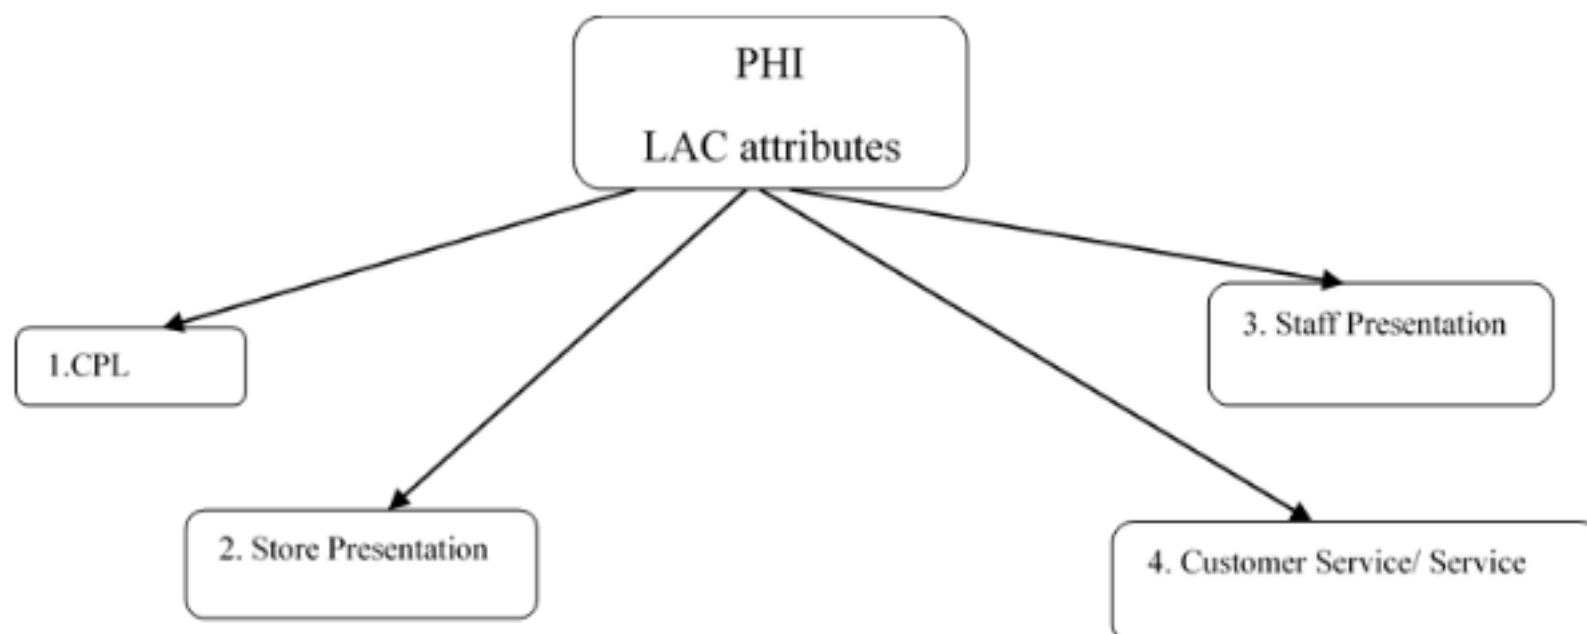 PHI
LAC attributes
1.CPL
2. Store Presentation
3. Staff Presentation
4. Customer Service/ Service